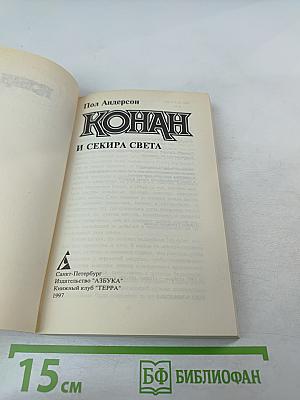 Пол Андерсон
КОНАН
И СЕКИРА СВЕТА
Санкт-Петербург
Издательство "АЗБУКА"
Книжный клуб "ТЕРРА"
1997
15 см
БФ БИБЛИОФАН